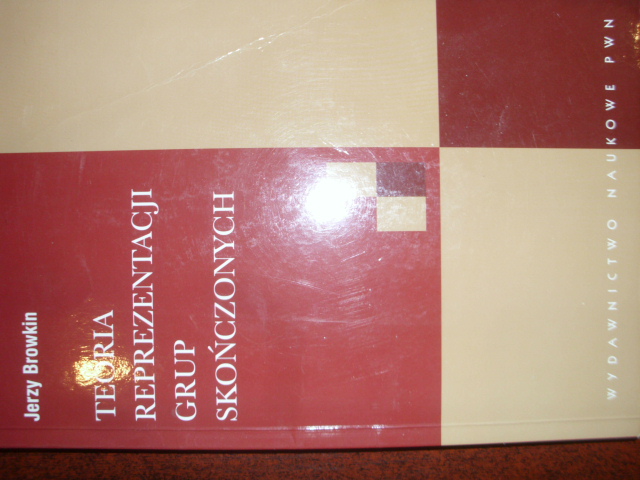 Jerzy Browkin
TEORIA
REPREZENTACJI
GRUP
SKOŃCZONYCH
WYDAWNICTWO NAUKOWE PWN